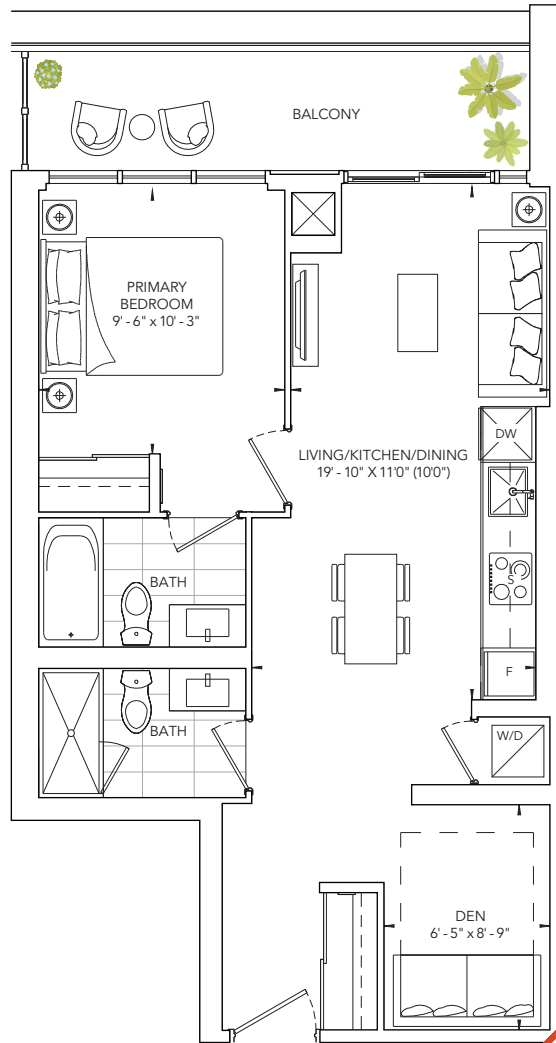 BALCONY
PRIMARY
BEDROOM
9' - 6" x 10' - 3"
DW
LIVING/KITCHEN/DINING
19' - 10" X 11'0" (10'0")
S
BATH
F
BATH
W/D
DEN
6' - 5" x 8' - 9"